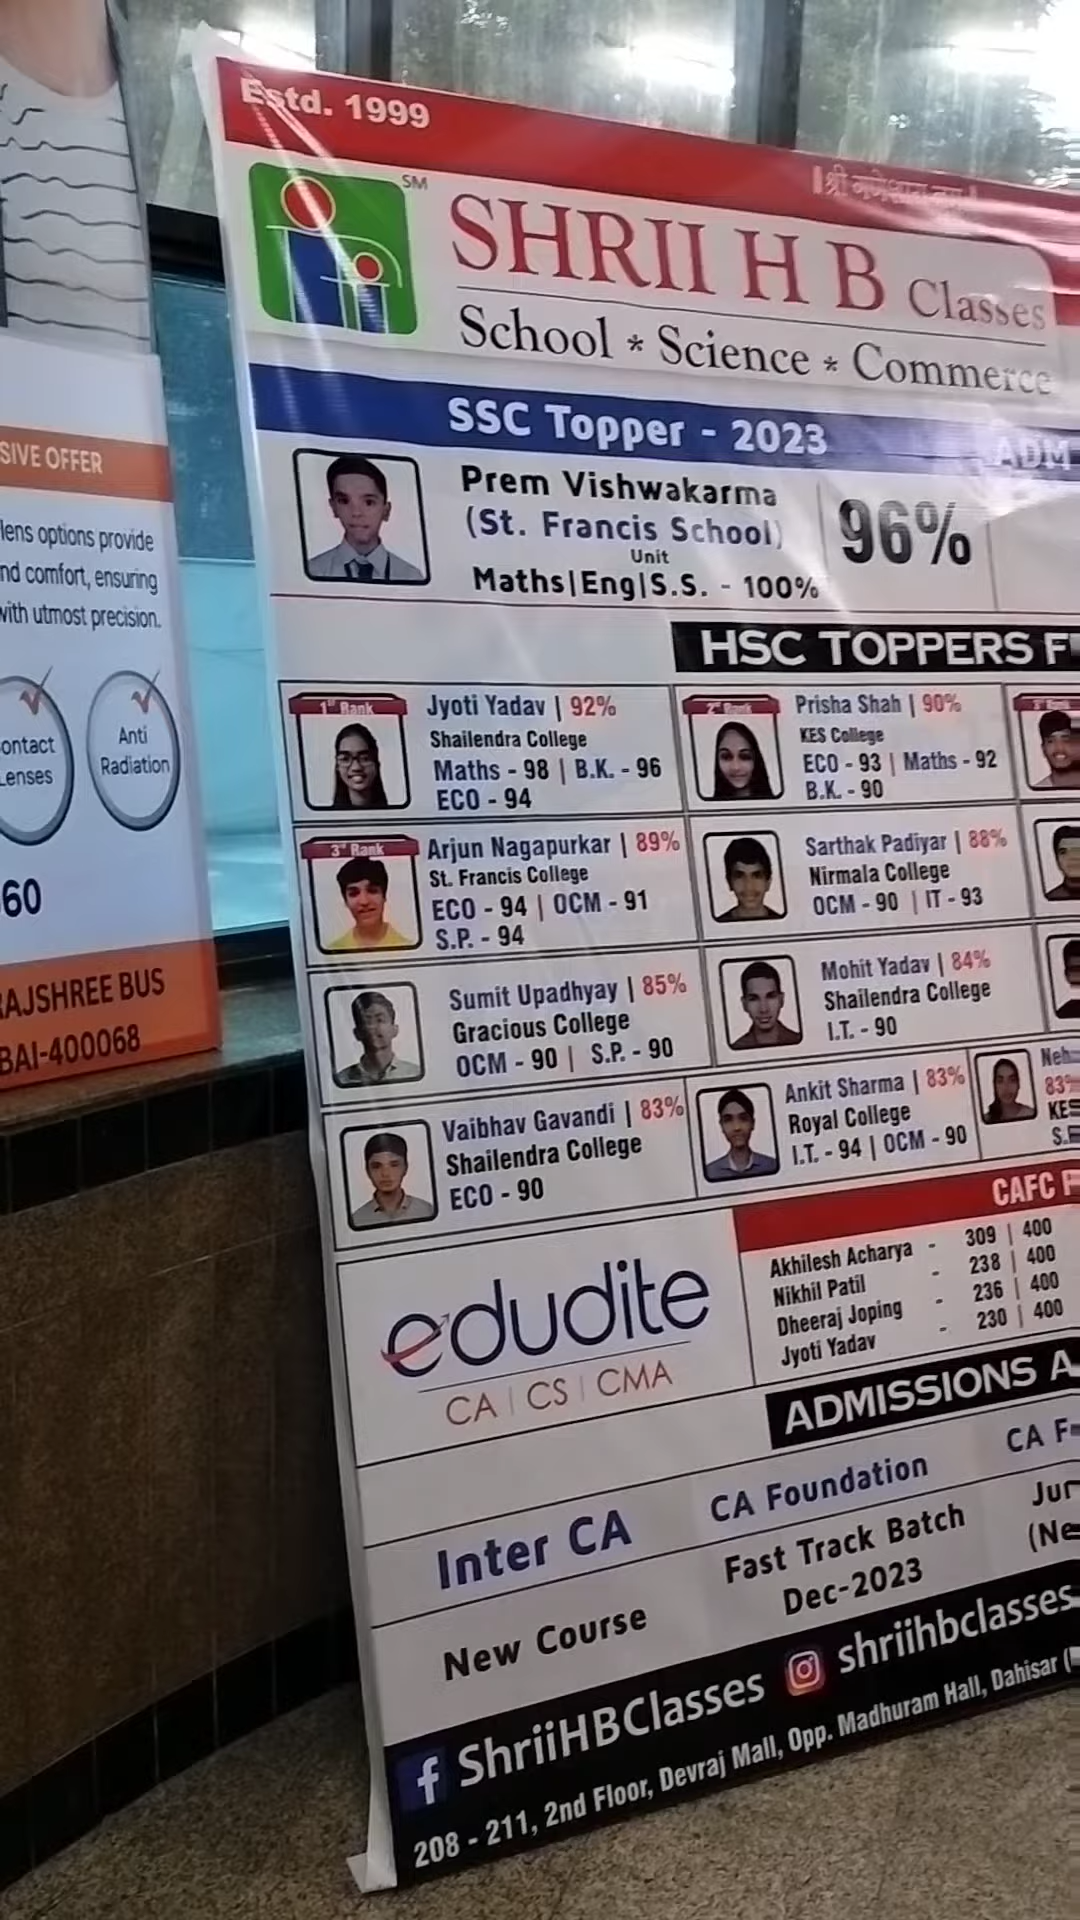 Estd. 1999
SM
SHRII H B Classes
School * Science * Commerce
SSC Topper - 2023
ADM
Prem Vishwakarma
(St. Francis School)
Unit
Maths|Eng|S.S. - 100%
96%
HSC TOPPERS F
1st Rank
Jyoti Yadav | 92%
Shailendra College
Maths - 98 | B.K. - 96
ECO - 94
2nd Rank
Prisha Shah | 90%
KES College
ECO - 93 | Maths - 92
B.K. - 90
3rd Rank
Arjun Nagapurkar | 89%
St. Francis College
ECO - 94 | OCM - 91
S.P. - 94
Sarthak Padiyar | 88%
Nirmala College
OCM - 90 | IT - 93
Sumit Upadhyay | 85%
Gracious College
OCM - 90 | S.P. - 90
Mohit Yadav | 84%
Shailendra College
I.T. - 90
Vaibhav Gavandi | 83%
Shailendra College
ECO - 90
Ankit Sharma | 83%
Royal College
I.T. - 94 | OCM - 90
Neh
83%
KES
edudite
CA | CS | CMA
CAFC
Akhilesh Acharya - 309 | 400
Nikhil Patil - 238 | 400
Dheeraj Joping - 236 | 400
Jyoti Yadav - 230 | 400
ADMISSIONS A
Inter CA
New Course
CA Foundation
Fast Track Batch
Dec-2023
CA F
Jun
(Ne
ShriiHBClasses
shriihbclasses
208 - 211, 2nd Floor, Devraj Mall, Opp. Madhuram Hall, Dahisar (
SIVE OFFER
lens options provide
nd comfort, ensuring
with utmost precision.
ontact
Lenses
Anti
Radiation
60
RAJSHREE BUS
BAI-400068